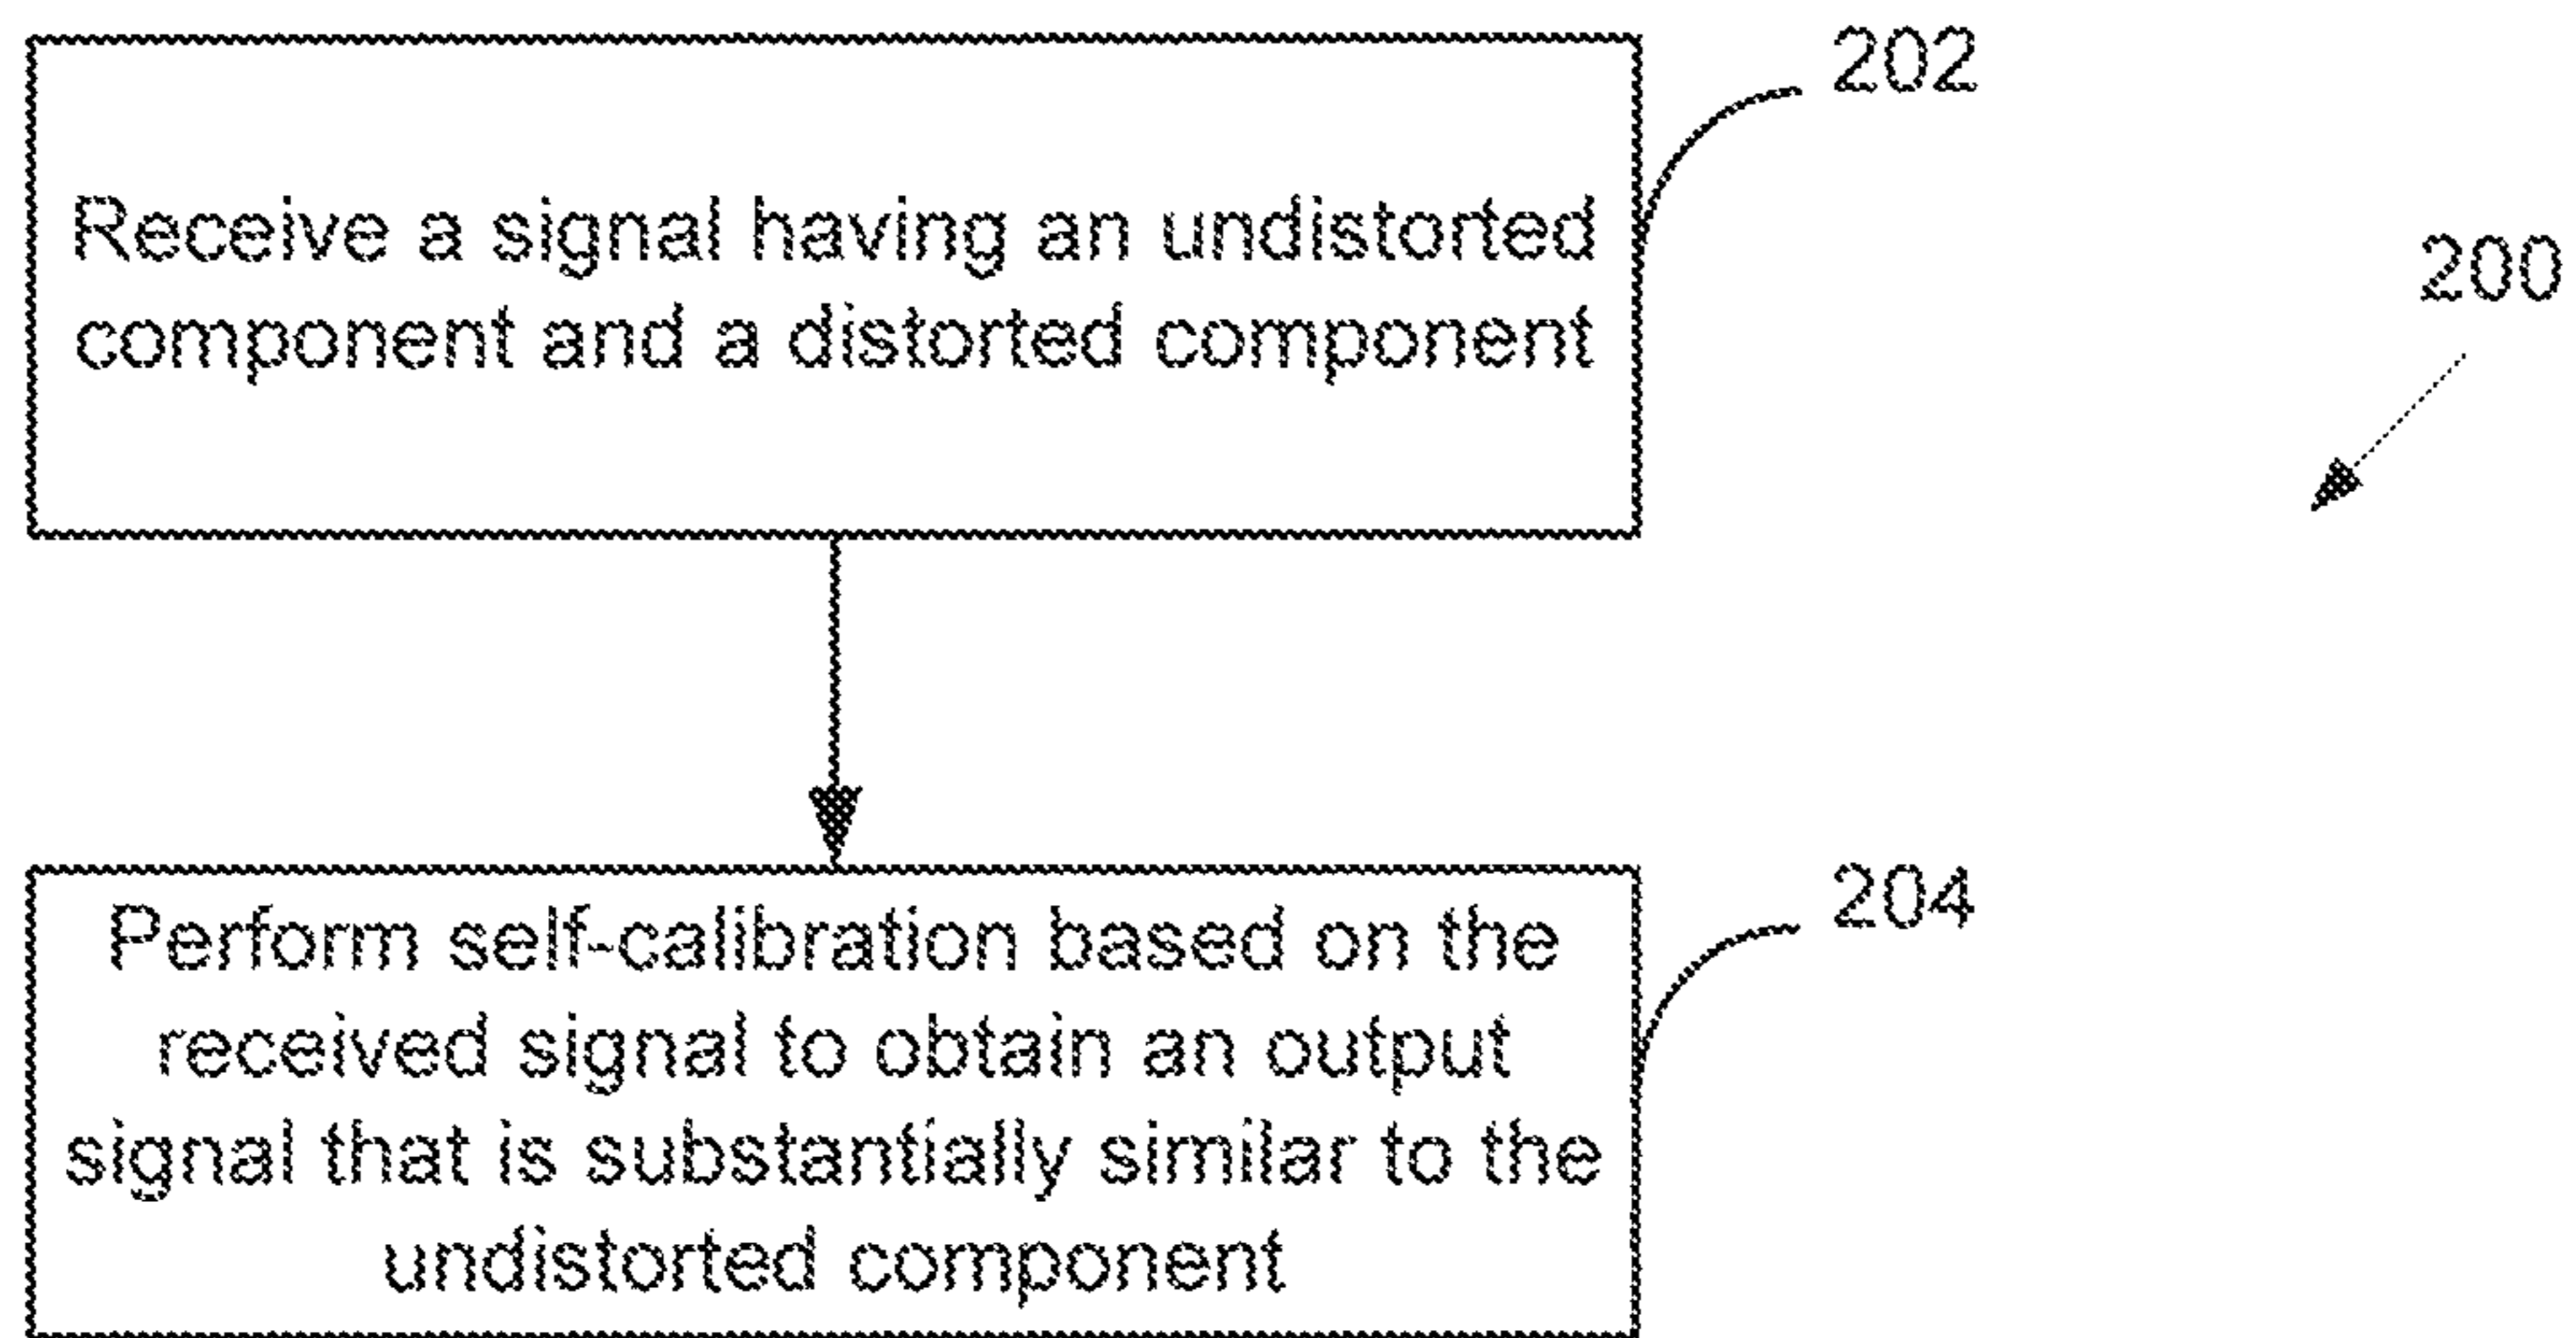 202
Receive a signal having an undistorted
component and a distorted component
200
204
Perform self-calibration based on the
received signal to obtain an output
signal that is substantially similar to the
undistorted component